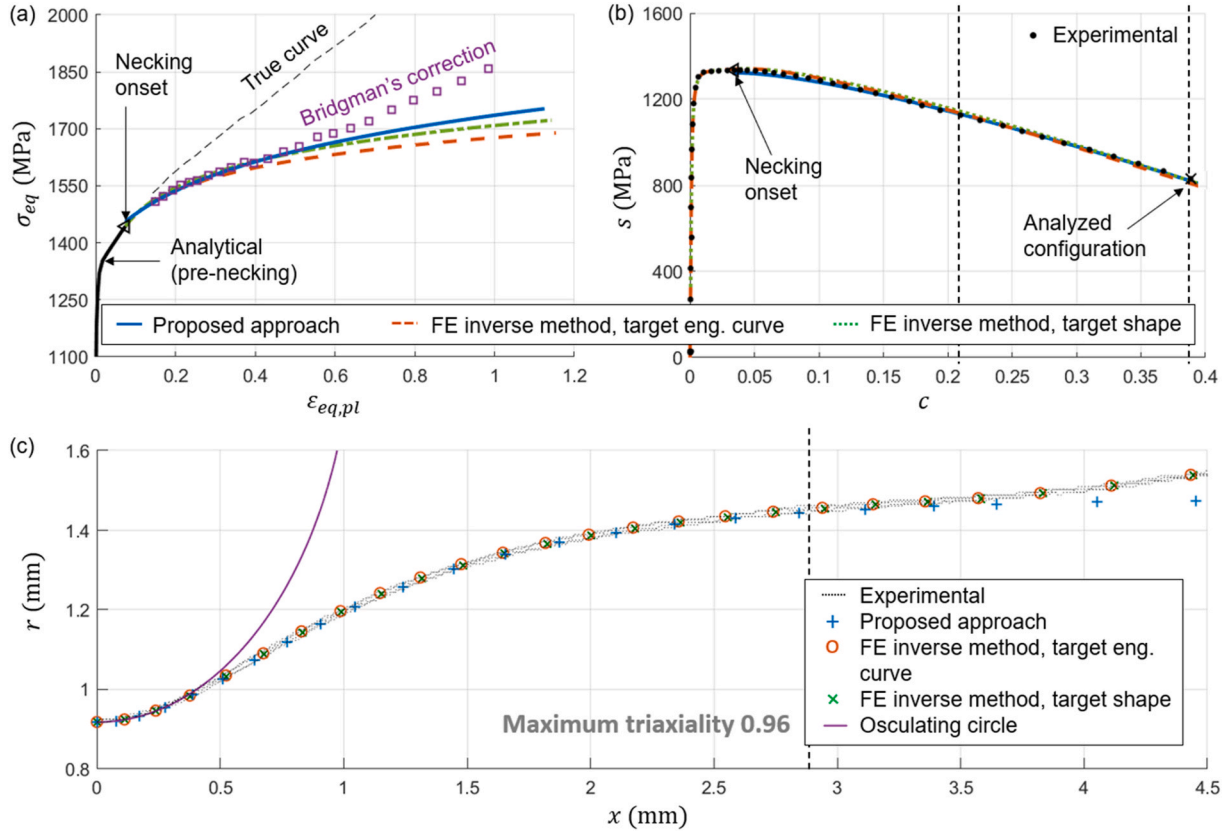 (a)
2000
1850
1700
1550
1400
1250
1100
σeq (MPa)
0
0.2
0.4
0.6
0.8
1
1.2
εeq,pl
Necking
onset
True curve
Bridgman's correction
Analytical
(pre-necking)
(b)
1600
1200
800
400
0
s (MPa)
0
0.05
0.1
0.15
0.2
0.25
0.3
0.35
0.4
c
Experimental
Necking
onset
Analyzed
configuration
Proposed approach
FE inverse method, target eng. curve
FE inverse method, target shape
(c)
1.6
1.4
1.2
1
0.8
r (mm)
0
0.5
1
1.5
2
2.5
3
3.5
4
4.5
x (mm)
Maximum triaxiality 0.96
Experimental
Proposed approach
FE inverse method, target eng.
curve
FE inverse method, target shape
Osculating circle